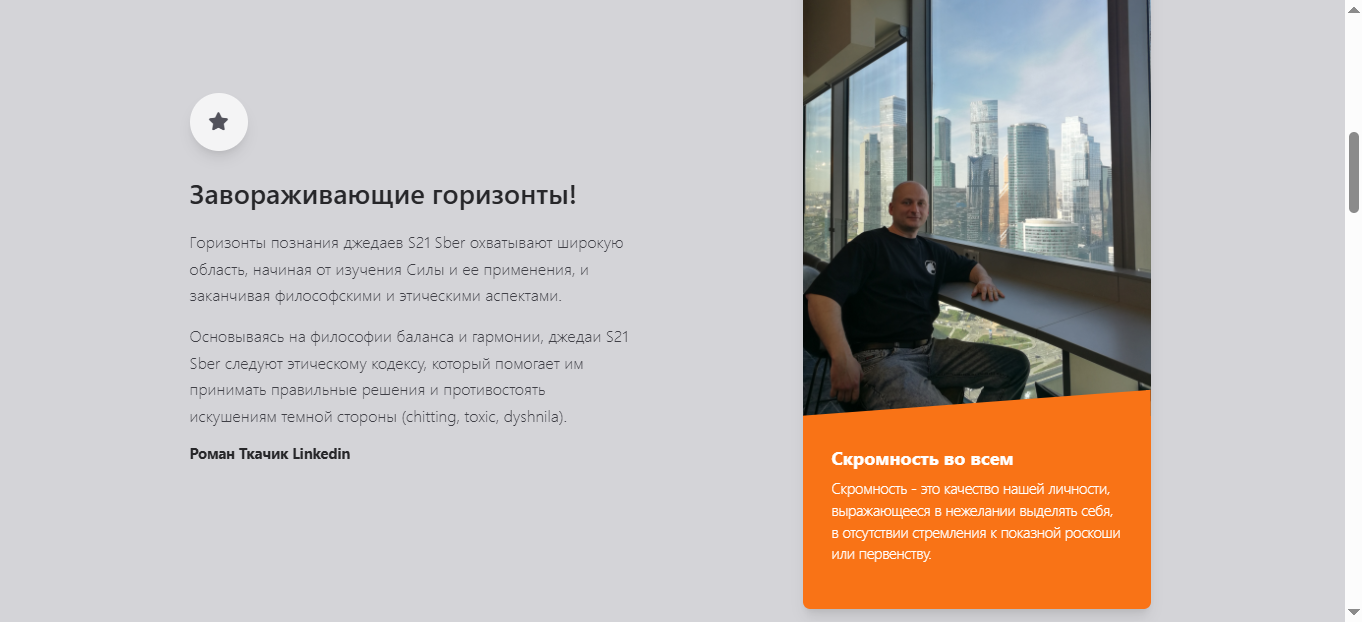 Завораживающие горизонты!
Горизонты познания джедаев S21 Sber охватывают широкую
область, начиная от изучения Силы и ее применения, и
заканчивая философскими и этическими аспектами.
Основываясь на философии баланса и гармонии, джедаи S21
Sber следуют этическому кодексу, который помогает им
принимать правильные решения и противостоять
искушениям темной стороны (chitting, toxic, dyshnila).
Роман Ткачик Linkedin
Скромность во всем
Скромность - это качество нашей личности,
выражающееся в нежелании выделять себя,
в отсутствии стремления к показной роскоши
или первенству.